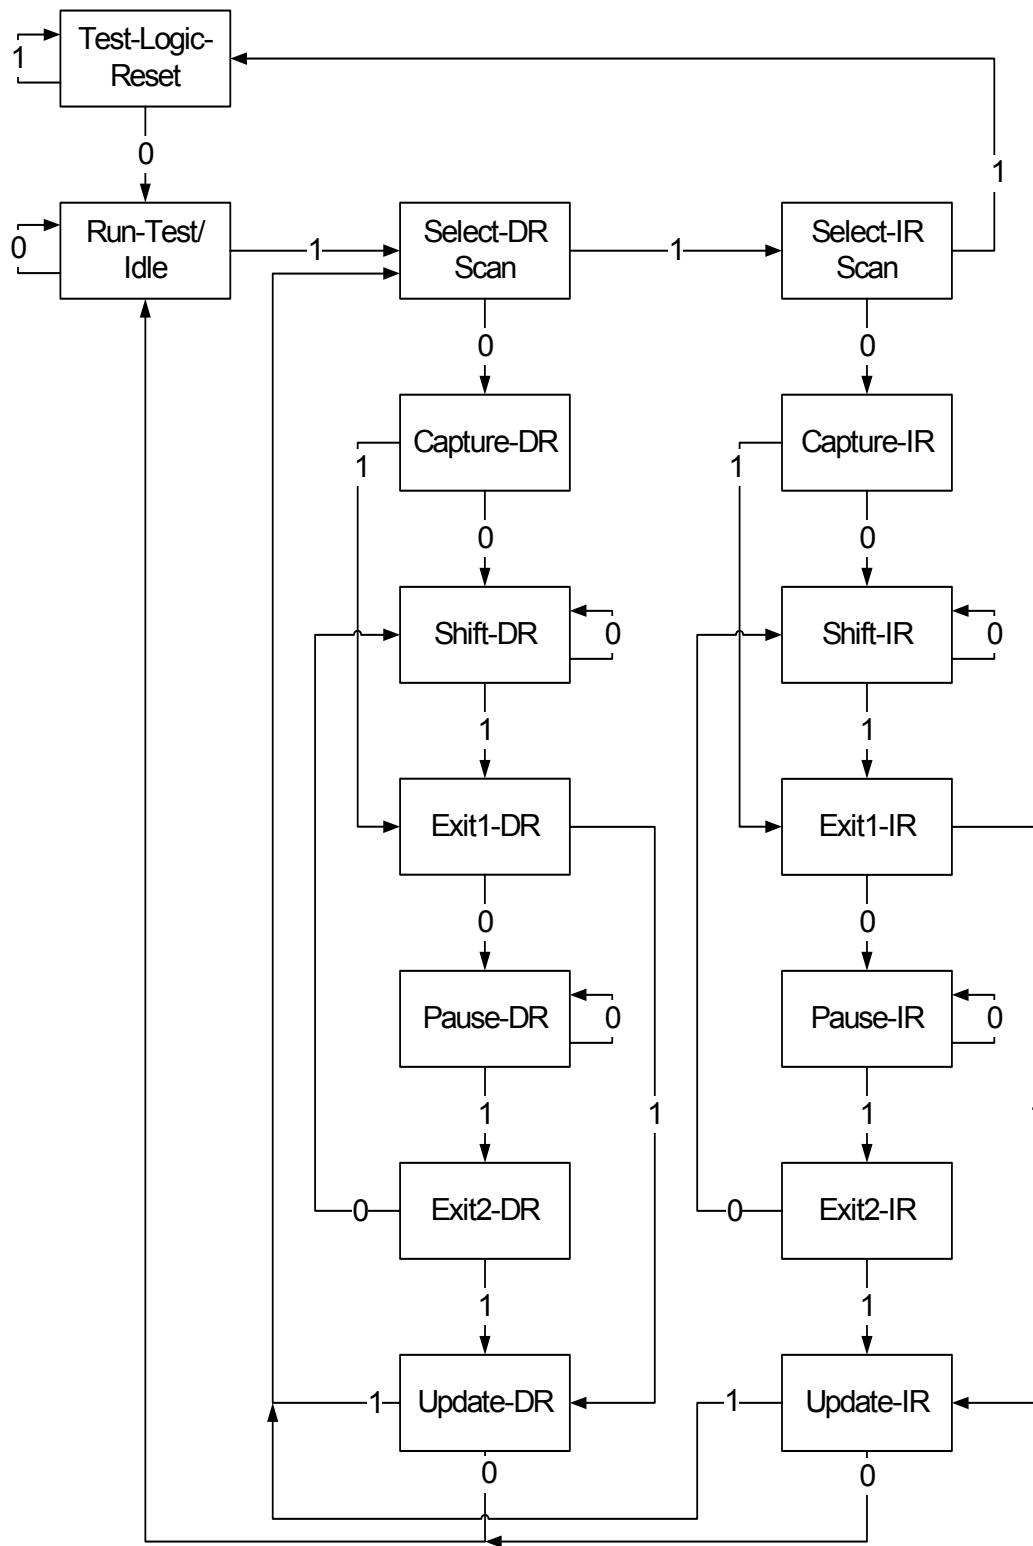 Test-Logic-
Reset
1
0
1
Run-Test/
Idle
0
1
Select-DR
Scan
1
Select-IR
Scan
0
0
Capture-DR
Capture-IR
1
1
0
0
Shift-DR
0
Shift-IR
0
1
1
Exit1-DR
Exit1-IR
0
0
Pause-DR
0
Pause-IR
0
1
1
1
0
Exit2-DR
0
Exit2-IR
1
1
1
Update-DR
1
Update-IR
0
0